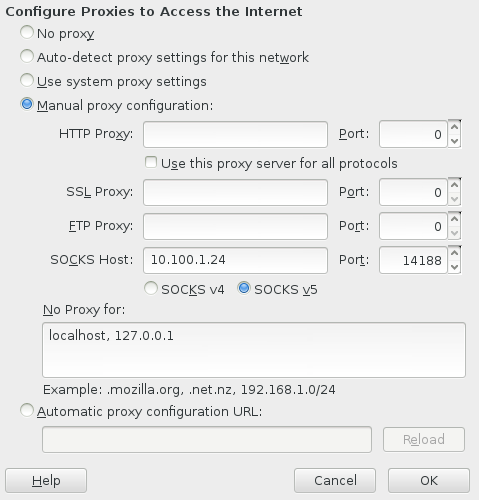 Configure Proxies to Access the Internet
No proxy
Auto-detect proxy settings for this network
Use system proxy settings
Manual proxy configuration:
HTTP Proxy: Port: 0
Use this proxy server for all protocols
SSL Proxy: Port: 0
FTP Proxy: Port: 0
SOCKS Host: 10.100.1.24 Port: 14188
SOCKS v4 SOCKS v5
No Proxy for:
localhost, 127.0.0.1
Example: .mozilla.org, .net.nz, 192.168.1.0/24
Automatic proxy configuration URL:
Reload
Help Cancel OK